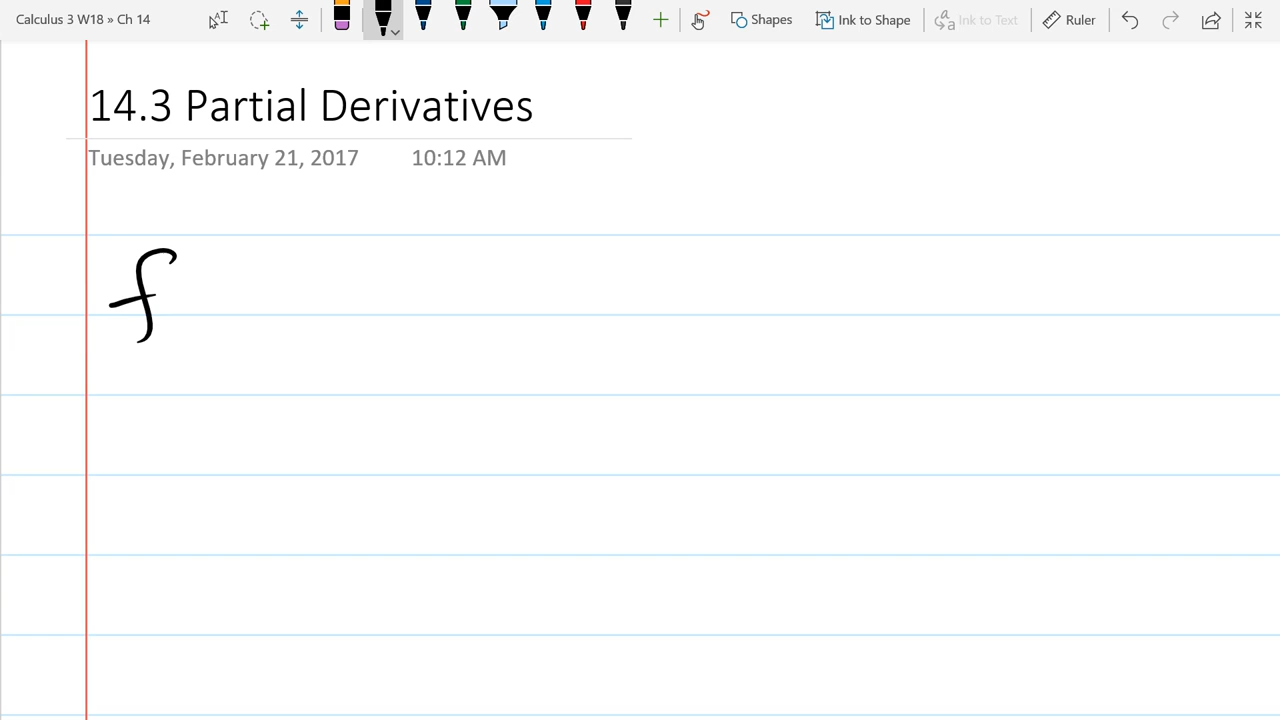 Calculus 3 W18 » Ch 14
Shapes
Ink to Shape
Ink to Text
Ruler
14.3 Partial Derivatives
Tuesday, February 21, 2017 10:12 AM
f